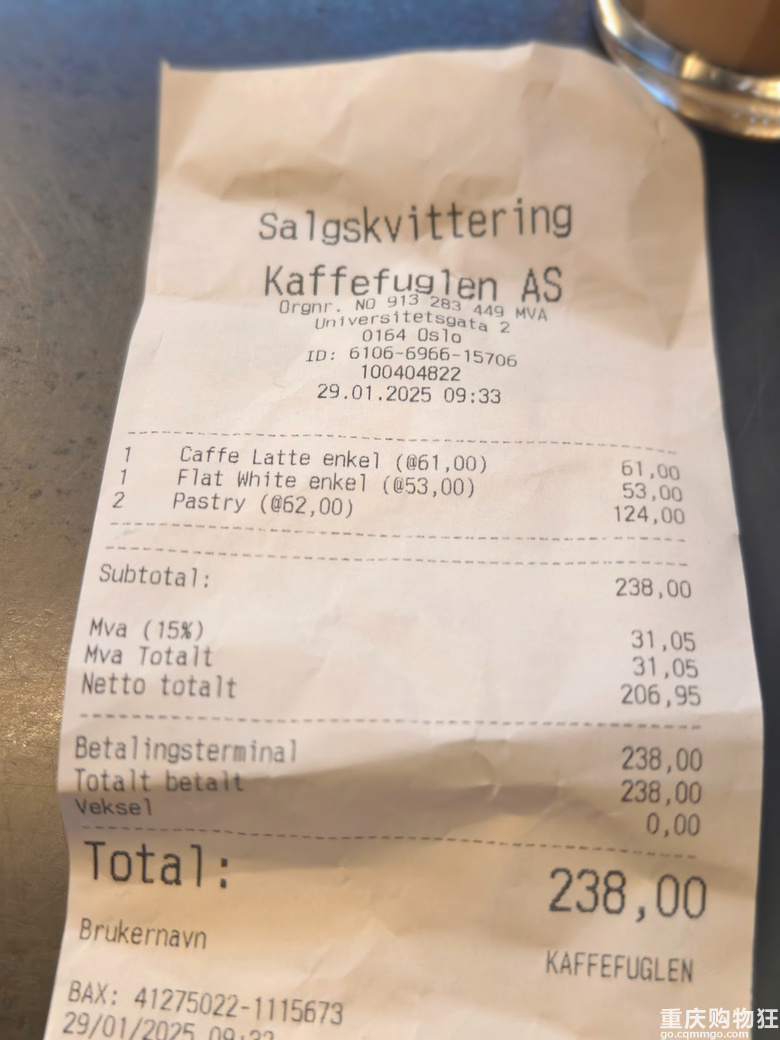 Salgskvittering
Kaffefuglen AS
Orgnr. NO 913 283 449 MVA
Universitetsgata 2
0164 Oslo
ID: 6106-6966-15706
100404822
29.01.2025 09:33
1 Caffe Latte enkel (@61,00) 61,00
1 Flat White enkel (@53,00) 53,00
2 Pastry (@62,00) 124,00
Subtotal: 238,00
Mva (15%) 31,05
Mva Totalt 31,05
Netto totalt 206,95
Betalingsterminal 238,00
Totalt betalt 238,00
Veksel 0,00
Total: 238,00
Brukernavn KAFFEFUGLEN
BAX: 41275022-1115673
29/01/2025
重庆购物狂
go.cqmmgo.com